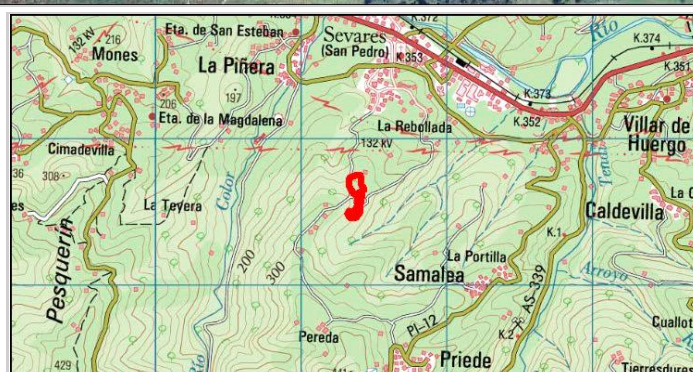 K.372
Eta. de San Esteban
Sevares
(San Pedro)
Río
K.374
132 kV
216
Mones
La Piñera
K 353
K.351
K.373
206
197
Eta. de la Magdalena
La Rebollada
K.352
Villar de
Huergo
132 kV
Cimadevilla
36
308
9
Color
La Teyera
Caldevilla
K.1
Pesquerín
200
300
La Portilla
Samalea
Arroyo
AS-339
Pereda
PI-12
K.2
Cuallot
Priede
Río
429
Tierresdures